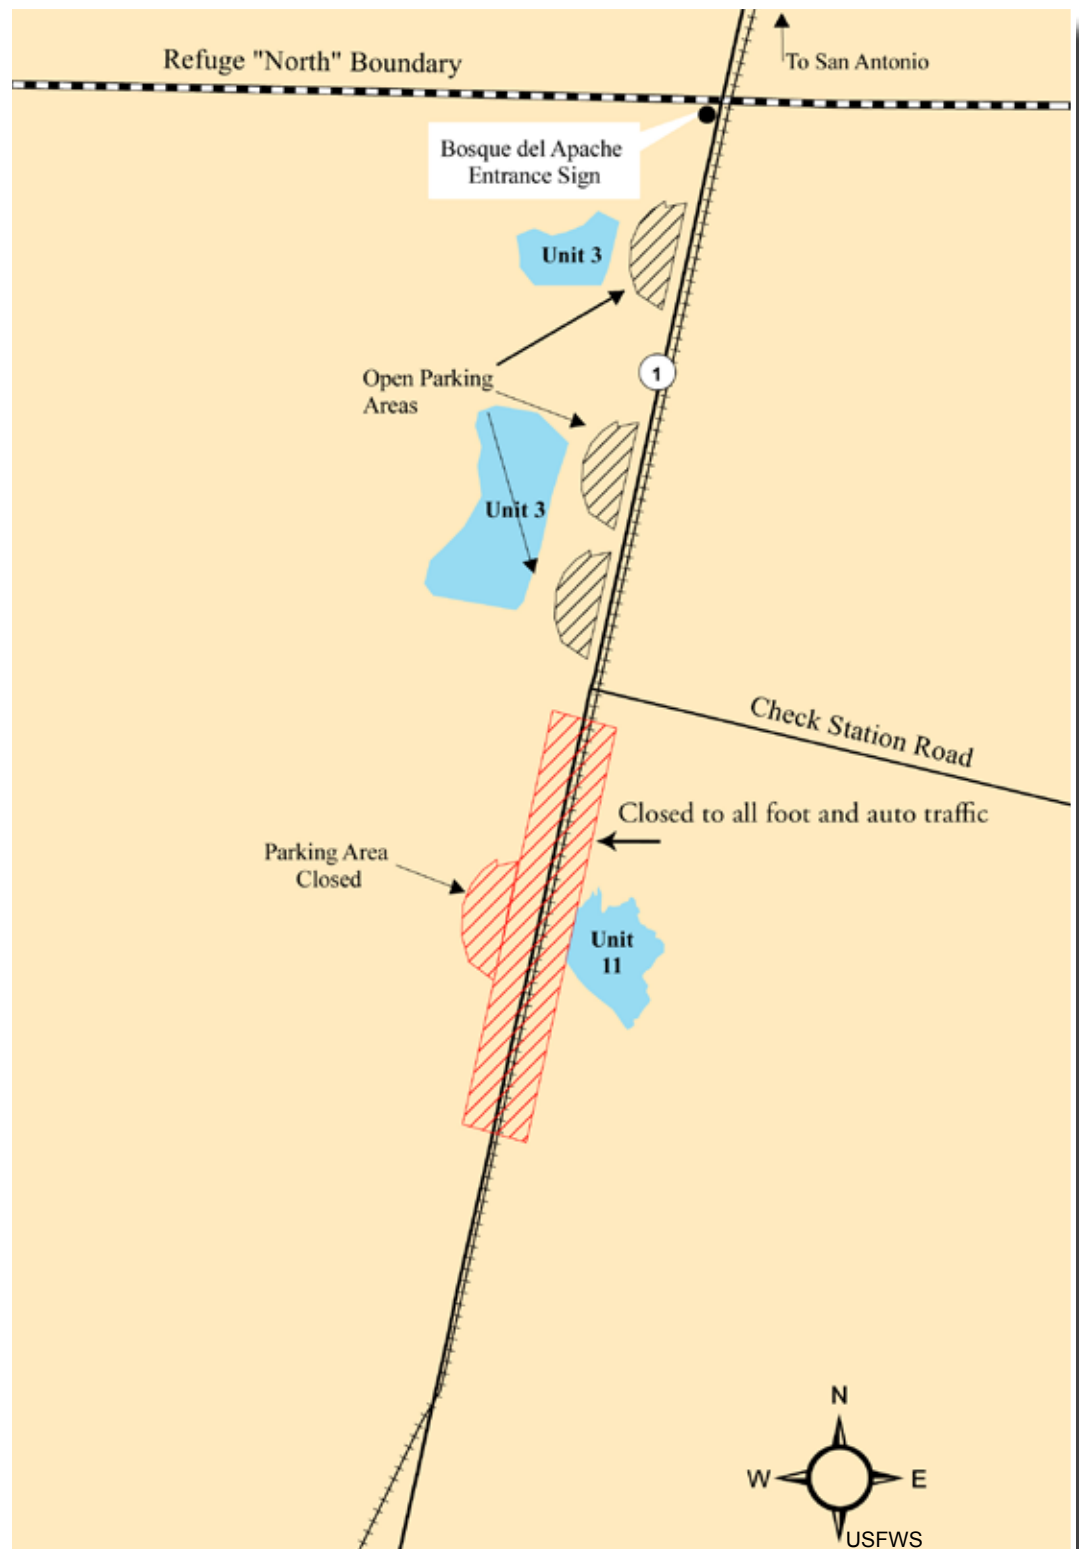 Refuge "North" Boundary
To San Antonio
Bosque del Apache
Entrance Sign
Unit 3
1
Open Parking
Areas
Unit 3
Check Station Road
Closed to all foot and auto traffic
Parking Area
Closed
Unit
11
N
W
E
USFWS